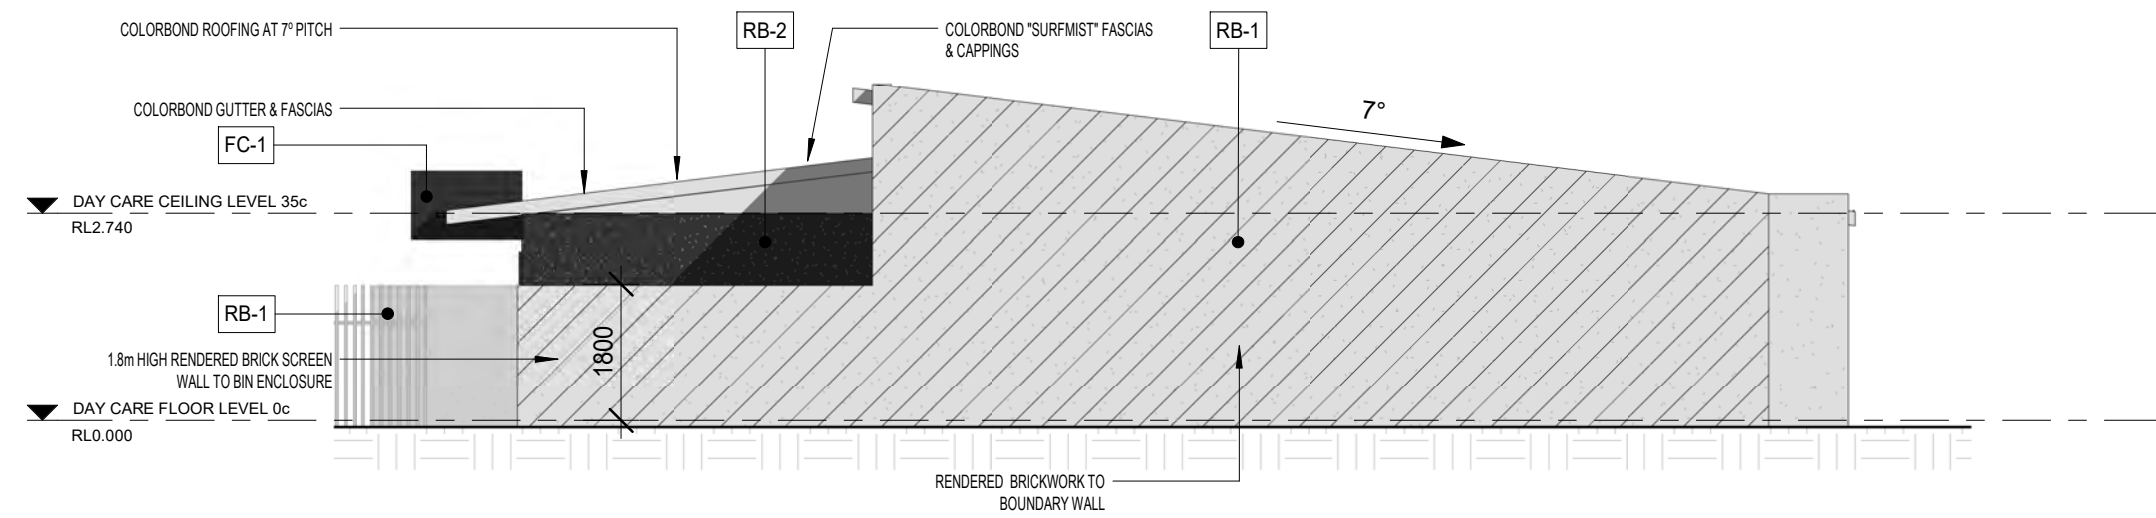 COLORBOND ROOFING AT 7º PITCH
RB-2
COLORBOND "SURFMIST" FASCIAS
& CAPPINGS
RB-1
COLORBOND GUTTER & FASCIAS
7°
FC-1
DAY CARE CEILING LEVEL 35c
RL2.740
RB-1
1800
1.8m HIGH RENDERED BRICK SCREEN
WALL TO BIN ENCLOSURE
DAY CARE FLOOR LEVEL 0c
RL0.000
RENDERED BRICKWORK TO
BOUNDARY WALL